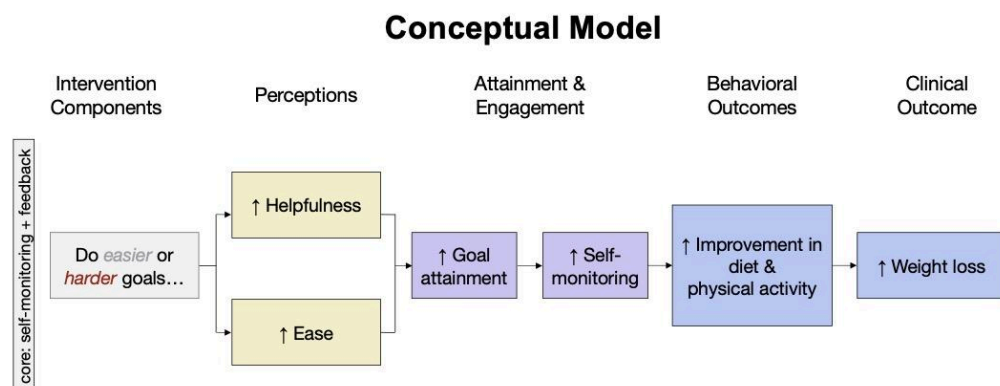 Conceptual Model
Intervention
Components
Perceptions
Attainment &
Engagement
Behavioral
Outcomes
Clinical
Outcome
core: self-monitoring + feedback
Do easier or
harder goals…
↑ Helpfulness
↑ Ease
↑ Goal
attainment
↑ Self-
monitoring
↑ Improvement in
diet &
physical activity
↑ Weight loss